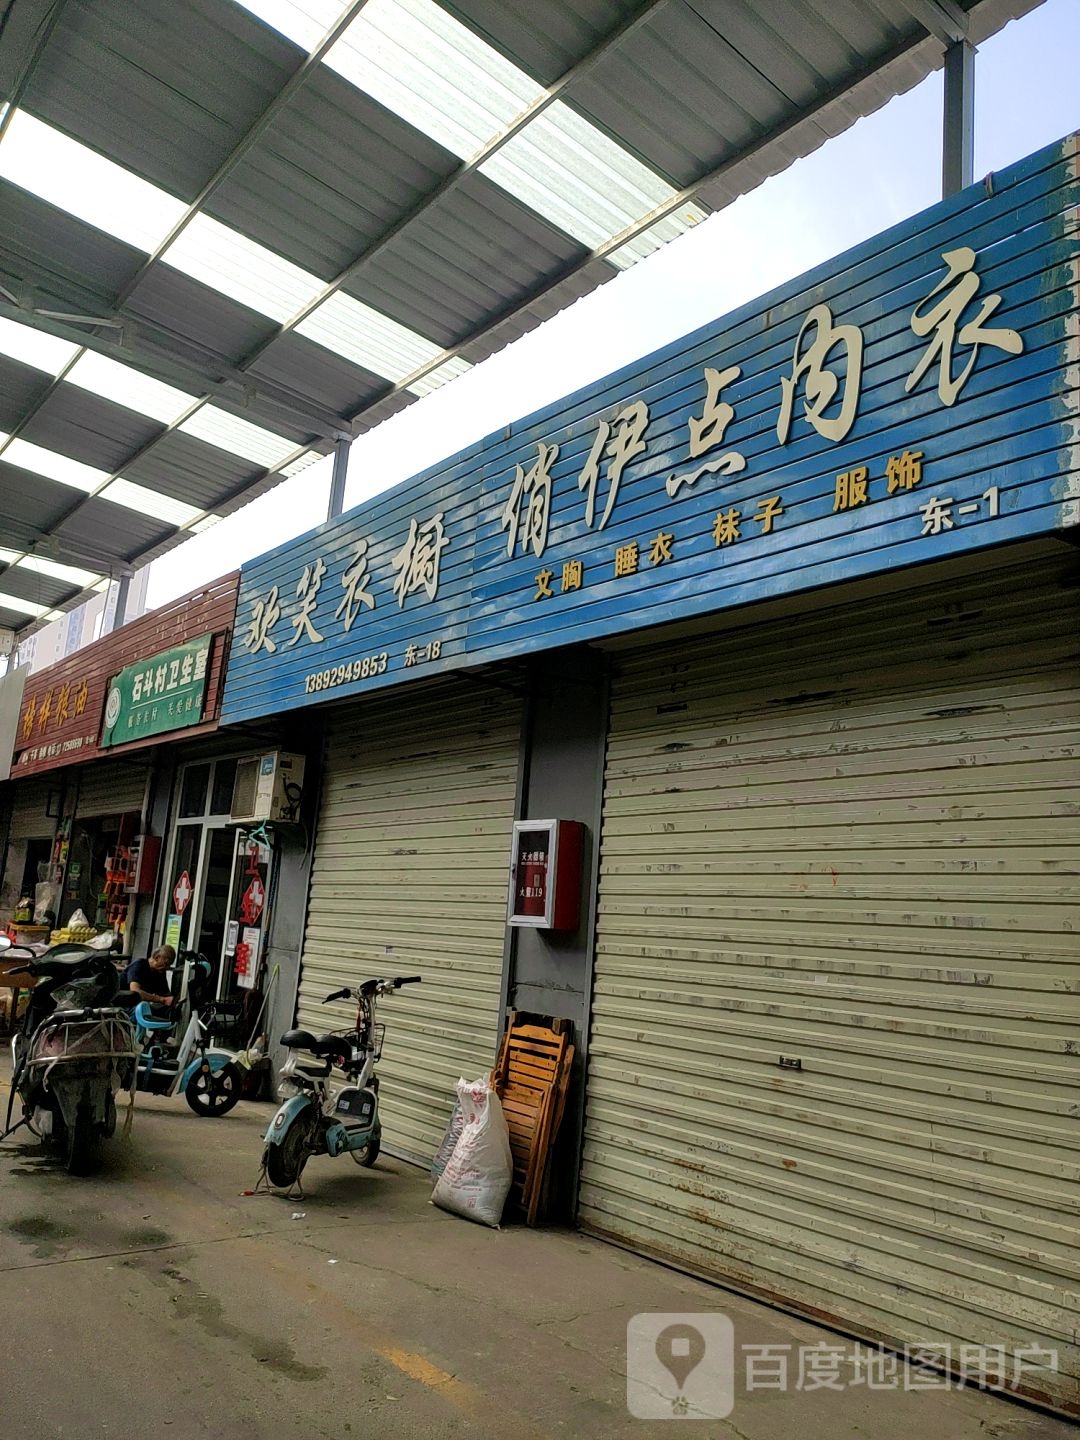 俏伊点内衣
文胸 睡衣 袜子 服饰
东-1
欢笑衣橱
13892949853 东-18
石斗村卫生室
粮油
灭火器箱
火警119
百度地图用户